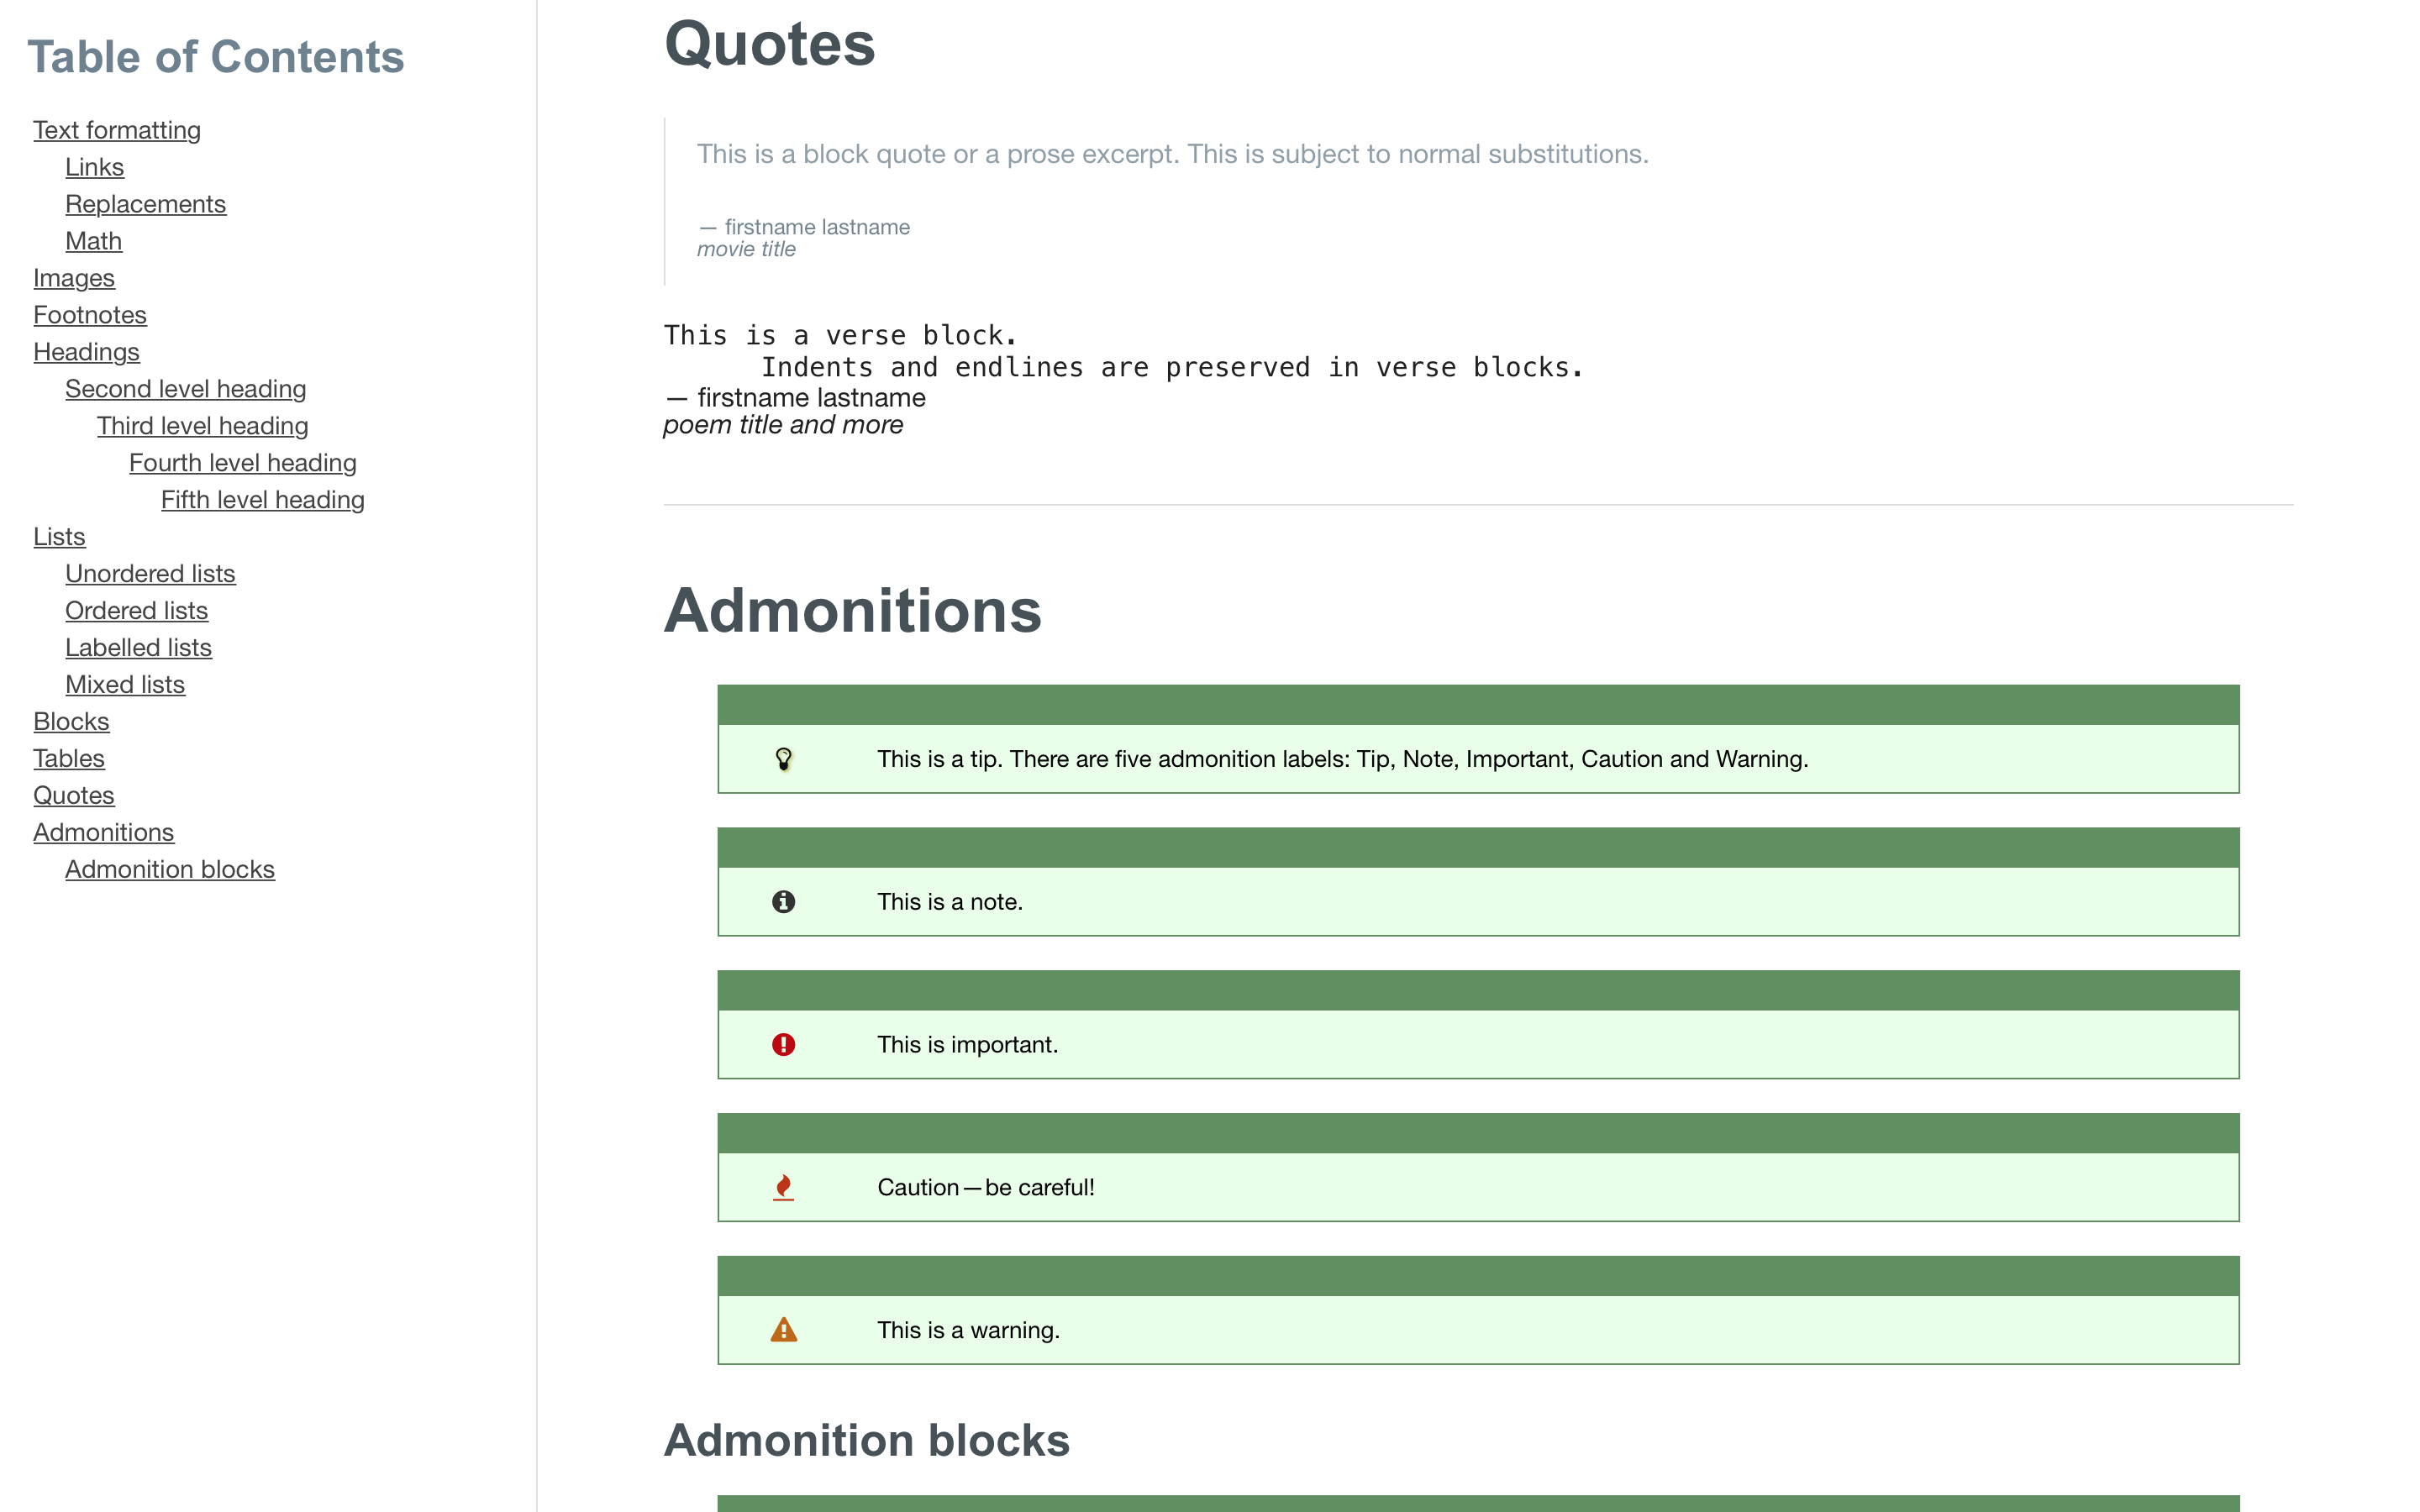 Table of Contents
Text formatting
Links
Replacements
Math
Images
Footnotes
Headings
Second level heading
Third level heading
Fourth level heading
Fifth level heading
Lists
Unordered lists
Ordered lists
Labelled lists
Mixed lists
Blocks
Tables
Quotes
Admonitions
Admonition blocks
Quotes
This is a block quote or a prose excerpt. This is subject to normal substitutions.
— firstname lastname
movie title
This is a verse block.
      Indents and endlines are preserved in verse blocks.
— firstname lastname
poem title and more
Admonitions
This is a tip. There are five admonition labels: Tip, Note, Important, Caution and Warning.
This is a note.
This is important.
Caution — be careful!
This is a warning.
Admonition blocks